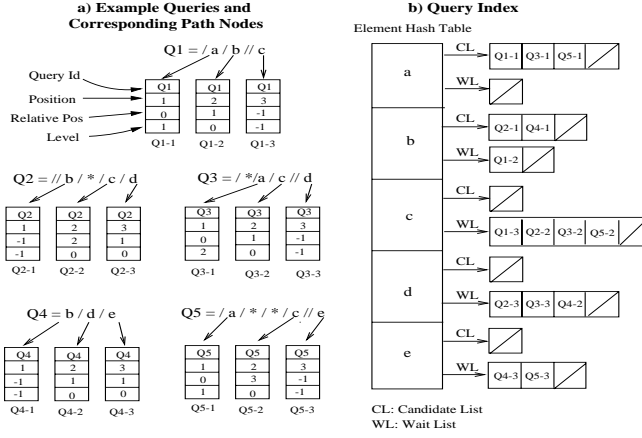 a) Example Queries and
Corresponding Path Nodes
Q1 = / a / b // c
Query Id
Position
Relative Pos
Level
Q1 Q1 Q1
1 2 3
0 1 -1
1 0 -1
Q1-1 Q1-2 Q1-3
Q2 = // b / * / c / d
Q2 Q2 Q2
1 2 3
-1 2 1
-1 0 0
Q2-1 Q2-2 Q2-3
Q3 = / */a / c // d
Q3 Q3 Q3
1 2 3
0 1 -1
2 0 -1
Q3-1 Q3-2 Q3-3
Q4 = b / d / e
Q4 Q4 Q4
1 2 3
-1 1 1
-1 0 0
Q4-1 Q4-2 Q4-3
Q5 = / a / * / * / c // e
Q5 Q5 Q5
1 2 3
0 3 -1
1 0 -1
Q5-1 Q5-2 Q5-3
b) Query Index
Element Hash Table
a
CL Q1-1 Q3-1 Q5-1
WL
b
CL Q2-1 Q4-1
WL Q1-2
c
CL
WL Q1-3 Q2-2 Q3-2 Q5-2
d
CL
WL Q2-3 Q3-3 Q4-2
e
CL
WL Q4-3 Q5-3
CL: Candidate List
WL: Wait List